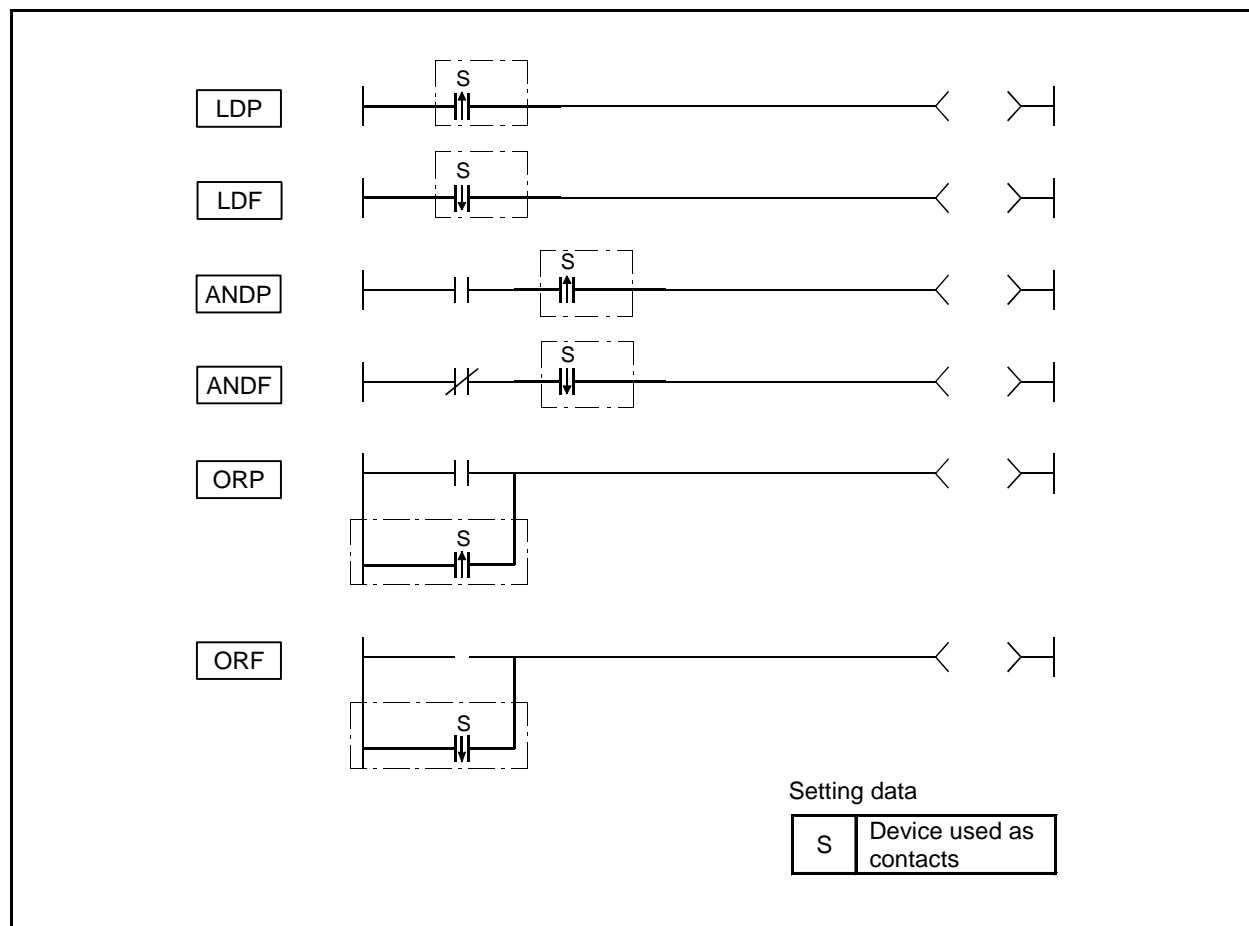 S
LDP
S
LDF
S
ANDP
S
ANDF
ORP
S
ORF
S
Setting data
S Device used as
contacts